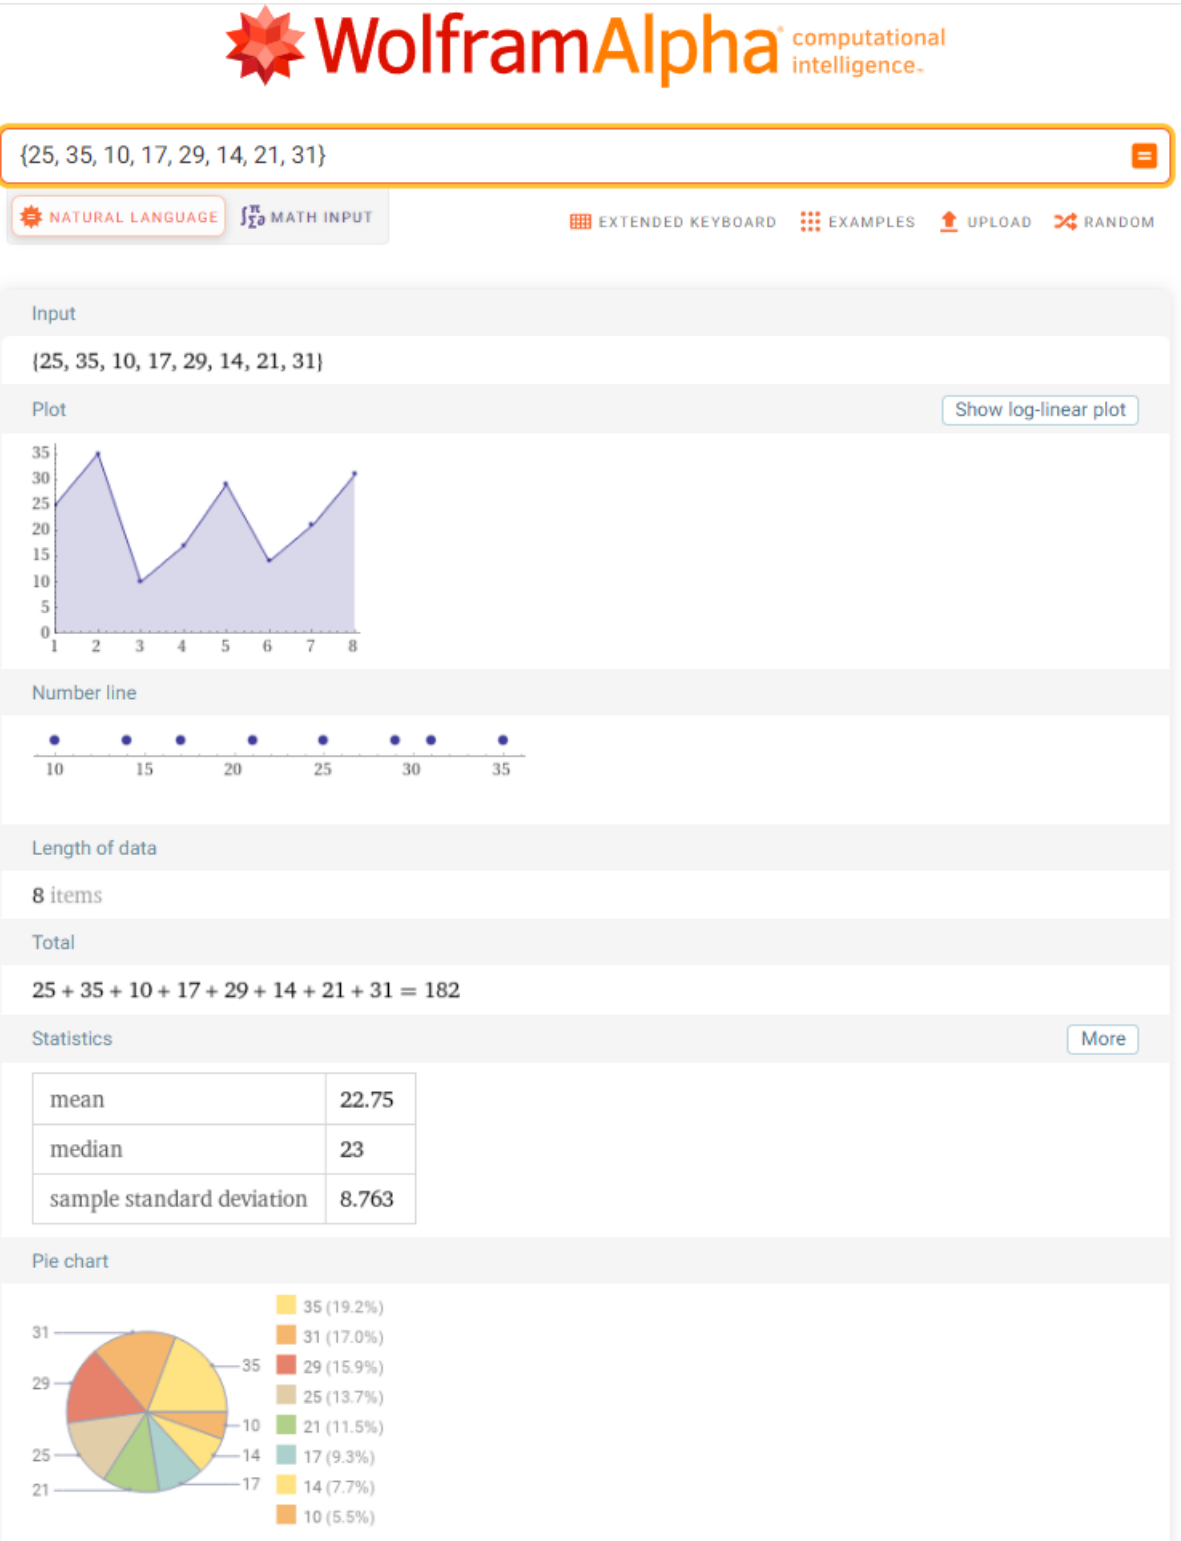 WolframAlpha computational intelligence™
{25, 35, 10, 17, 29, 14, 21, 31}
=
NATURAL LANGUAGE
∫π Σ∂ MATH INPUT
EXTENDED KEYBOARD
EXAMPLES
UPLOAD
RANDOM
Input
{25, 35, 10, 17, 29, 14, 21, 31}
Plot
Show log-linear plot
35
30
25
20
15
10
5
0
1 2 3 4 5 6 7 8
Number line
10 15 20 25 30 35
Length of data
8 items
Total
25 + 35 + 10 + 17 + 29 + 14 + 21 + 31 = 182
Statistics
More
mean 22.75
median 23
sample standard deviation 8.763
Pie chart
31
29
25
21
35
10
14
17
35 (19.2%)
31 (17.0%)
29 (15.9%)
25 (13.7%)
21 (11.5%)
17 (9.3%)
14 (7.7%)
10 (5.5%)